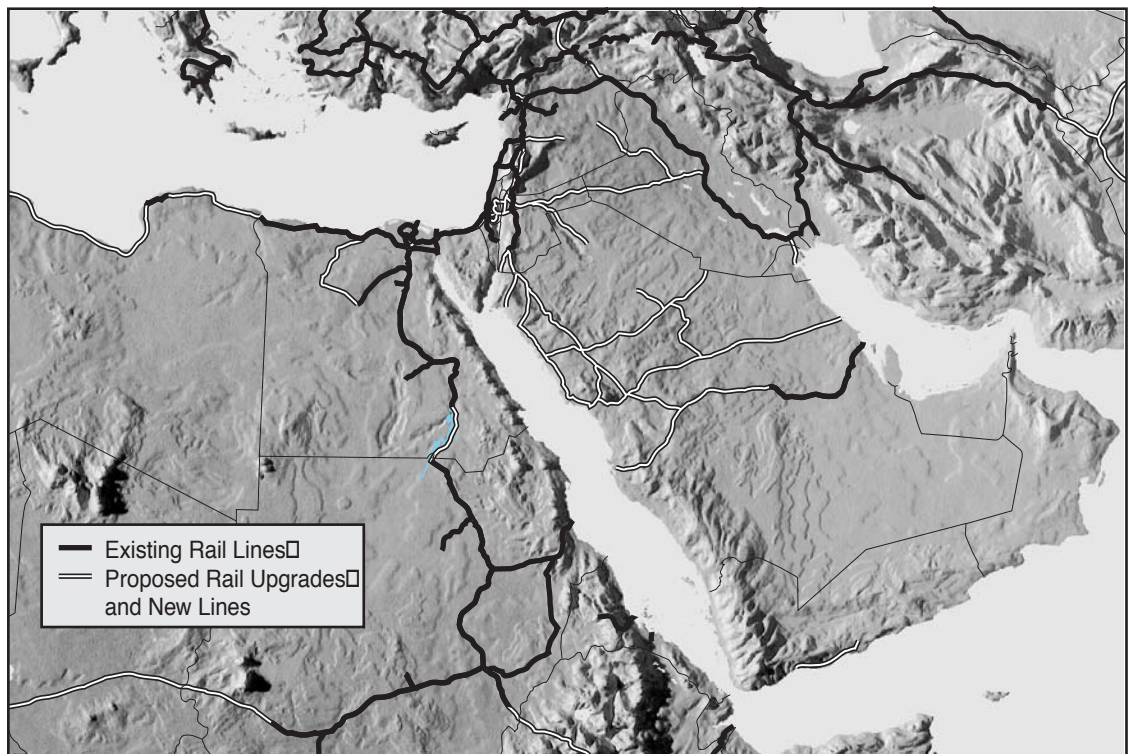 Existing Rail Lines□
Proposed Rail Upgrades□
and New Lines